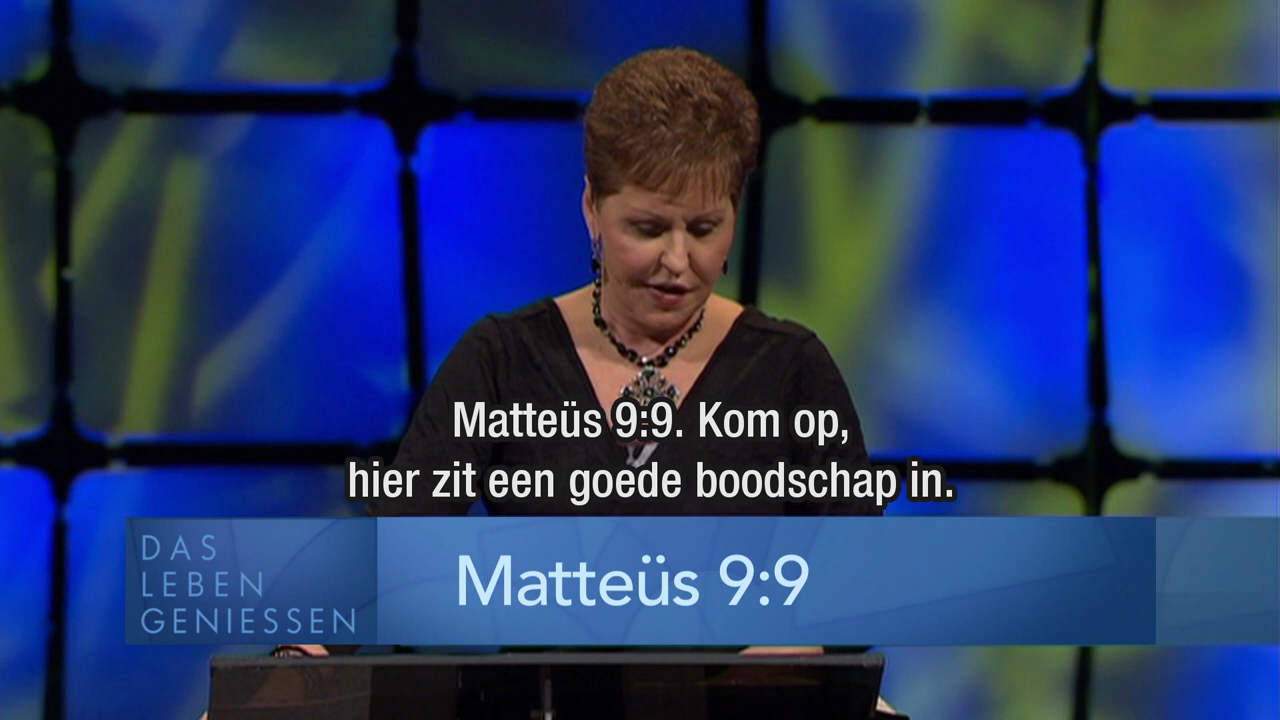 Matteüs 9:9. Kom op,
hier zit een goede boodschap in.
DAS
LEBEN
GENIESSEN
Matteüs 9:9